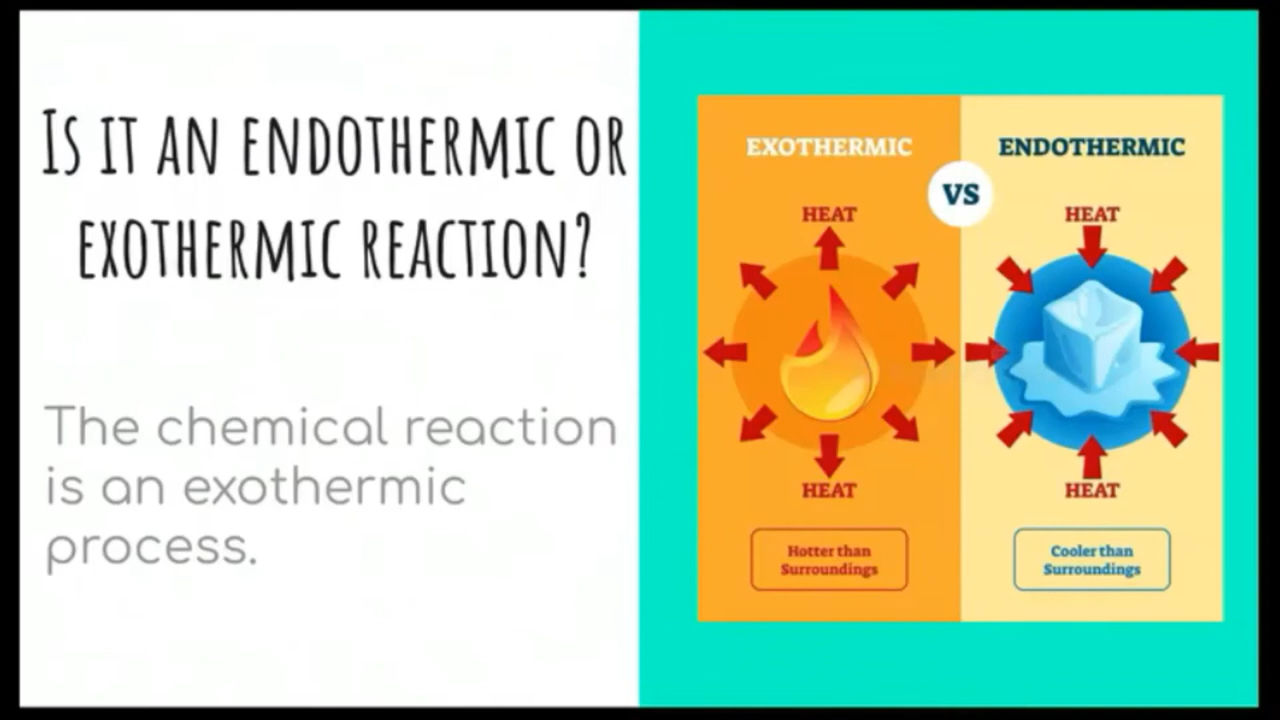 Is it an endothermic or
exothermic reaction?
The chemical reaction
is an exothermic
process.
EXOTHERMIC
VS
ENDOTHERMIC
HEAT
HEAT
HEAT
HEAT
Hotter than
Surroundings
Cooler than
Surroundings